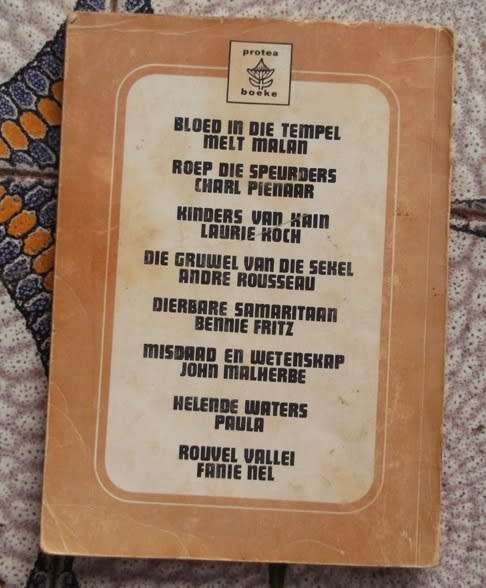 protea
boeke
BLOED IN DIE TEMPEL
MELT MALAN
ROEP DIE SPEURDERS
CHARL PIENAAR
KINDERS VAN KAIN
LAURIE KOCH
DIE GRUWEL VAN DIE SEKEL
ANDRE ROUSSEAU
DIERBARE SAMARITAAN
BENNIE FRITZ
MISDAAD EN WETENSKAP
JOHN MALHERBE
HELENDE WATERS
PAULA
ROUVEL VALLEI
FANIE NEL